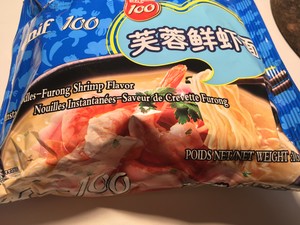 100
100
芙蓉鲜虾面
Furong Shrimp Flavor
Nouilles Instantanées-Saveur de Crevette Furong
POIDS NET/NET WEIGHT
100